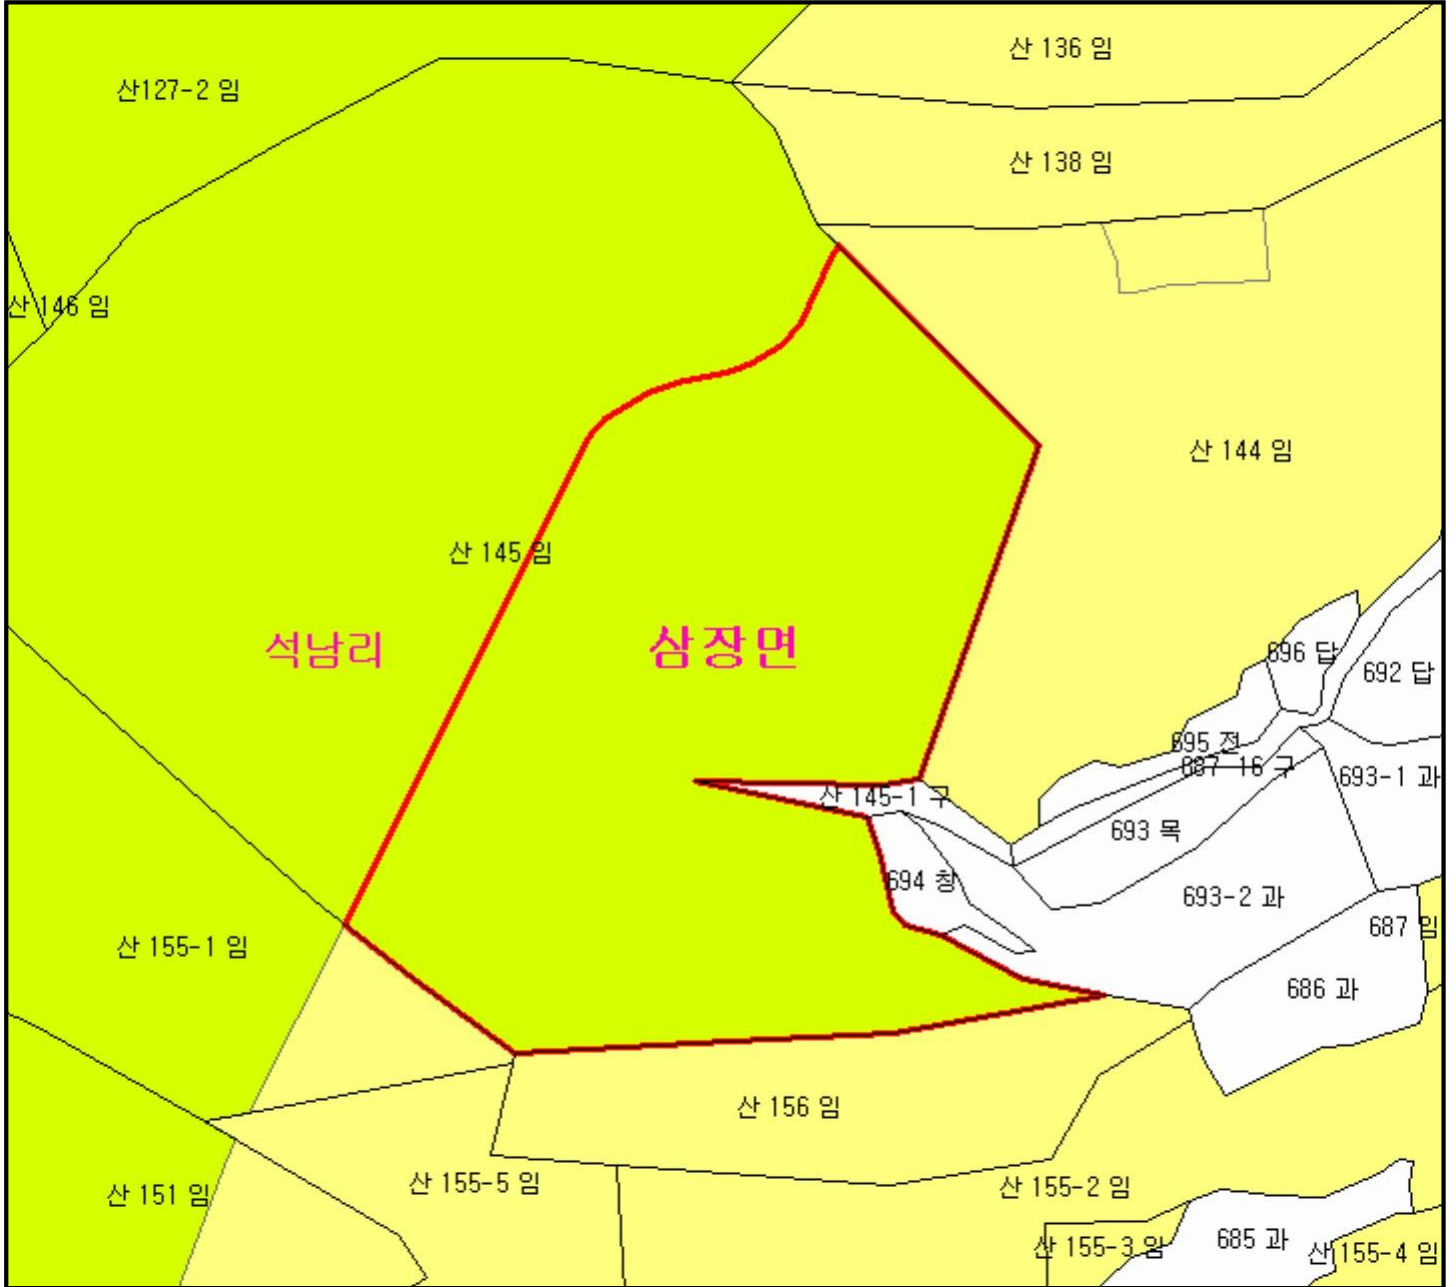 산 136 임
산127-2 임
산 138 임
산 146 임
산 144 임
산 145 임
석남리
삼장면
696 답
692 답
695 전
687-16 구
693-1 과
산 145-1 구
693 목
694 창
693-2 과
687 임
산 155-1 임
686 과
산 156 임
산 155-5 임
산 155-2 임
산 151 임
685 과
산 155-3 임
산 155-4 임